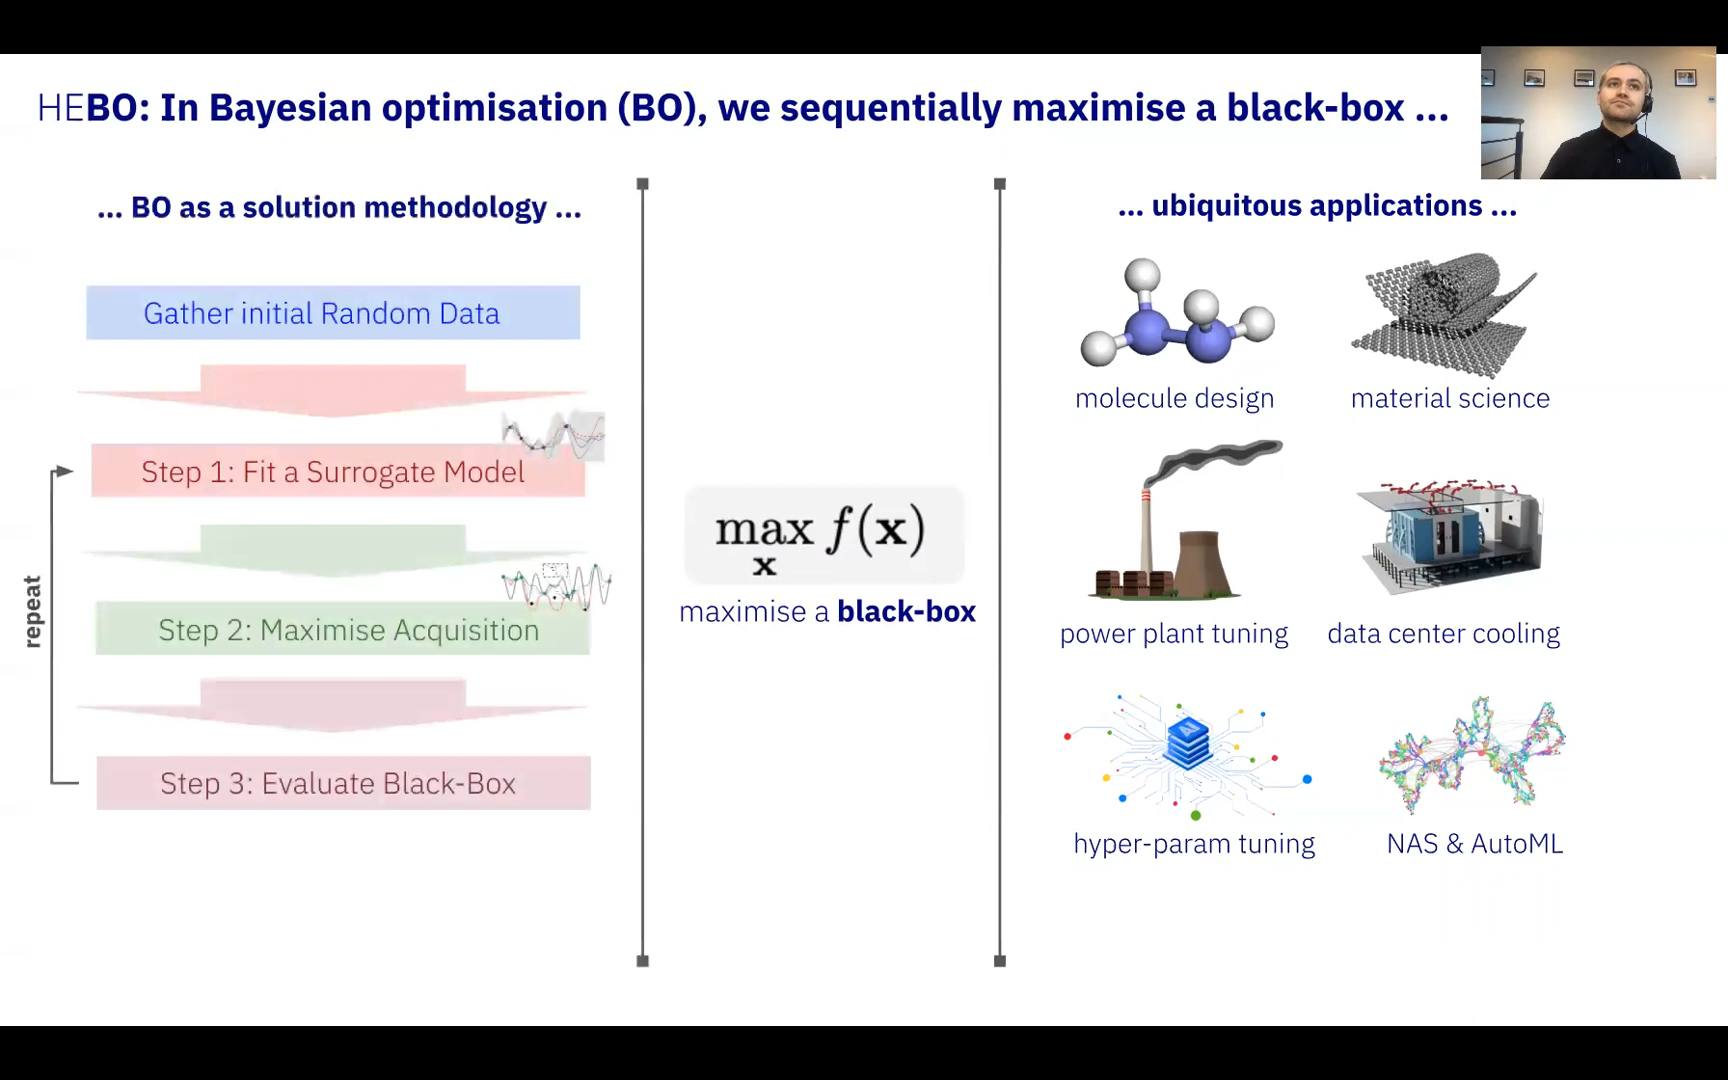 HEBO: In Bayesian optimisation (BO), we sequentially maximise a black-box ...
... BO as a solution methodology ...
Gather initial Random Data
Step 1: Fit a Surrogate Model
Step 2: Maximise Acquisition
Step 3: Evaluate Black-Box
repeat
max f(x)
x
maximise a black-box
... ubiquitous applications ...
molecule design
material science
power plant tuning
data center cooling
AI
hyper-param tuning
NAS & AutoML